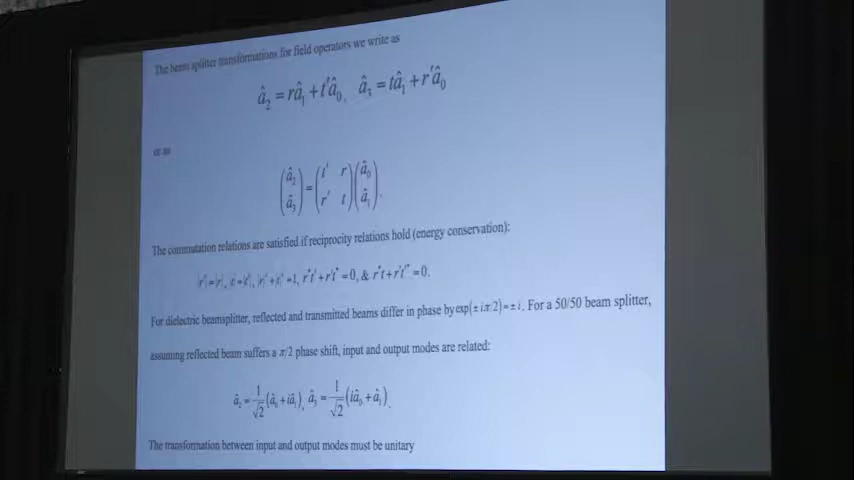 The beam splitter transformations for field operators we write as
â₂ = râ₁ + t'â₀, â₃ = tâ₁ + r'â₀
or as
(â₂ â₃) = (t' r r' t)(â₀ â₁).
The commutation relations are satisfied if reciprocity relations hold (energy conservation):
|r'| = |r|, |t| = |t'|, |r|² + |t|² = 1, r*t' + r't* = 0, & r*t + r't'* = 0.
For dielectric beamsplitter, reflected and transmitted beams differ in phase by exp(± iπ/2) = ± i. For a 50/50 beam splitter,
assuming reflected beam suffers a π/2 phase shift, input and output modes are related:
â₂ = 1/√2 (â₀ + iâ₁), â₃ = 1/√2 (iâ₀ + â₁).
The transformation between input and output modes must be unitary